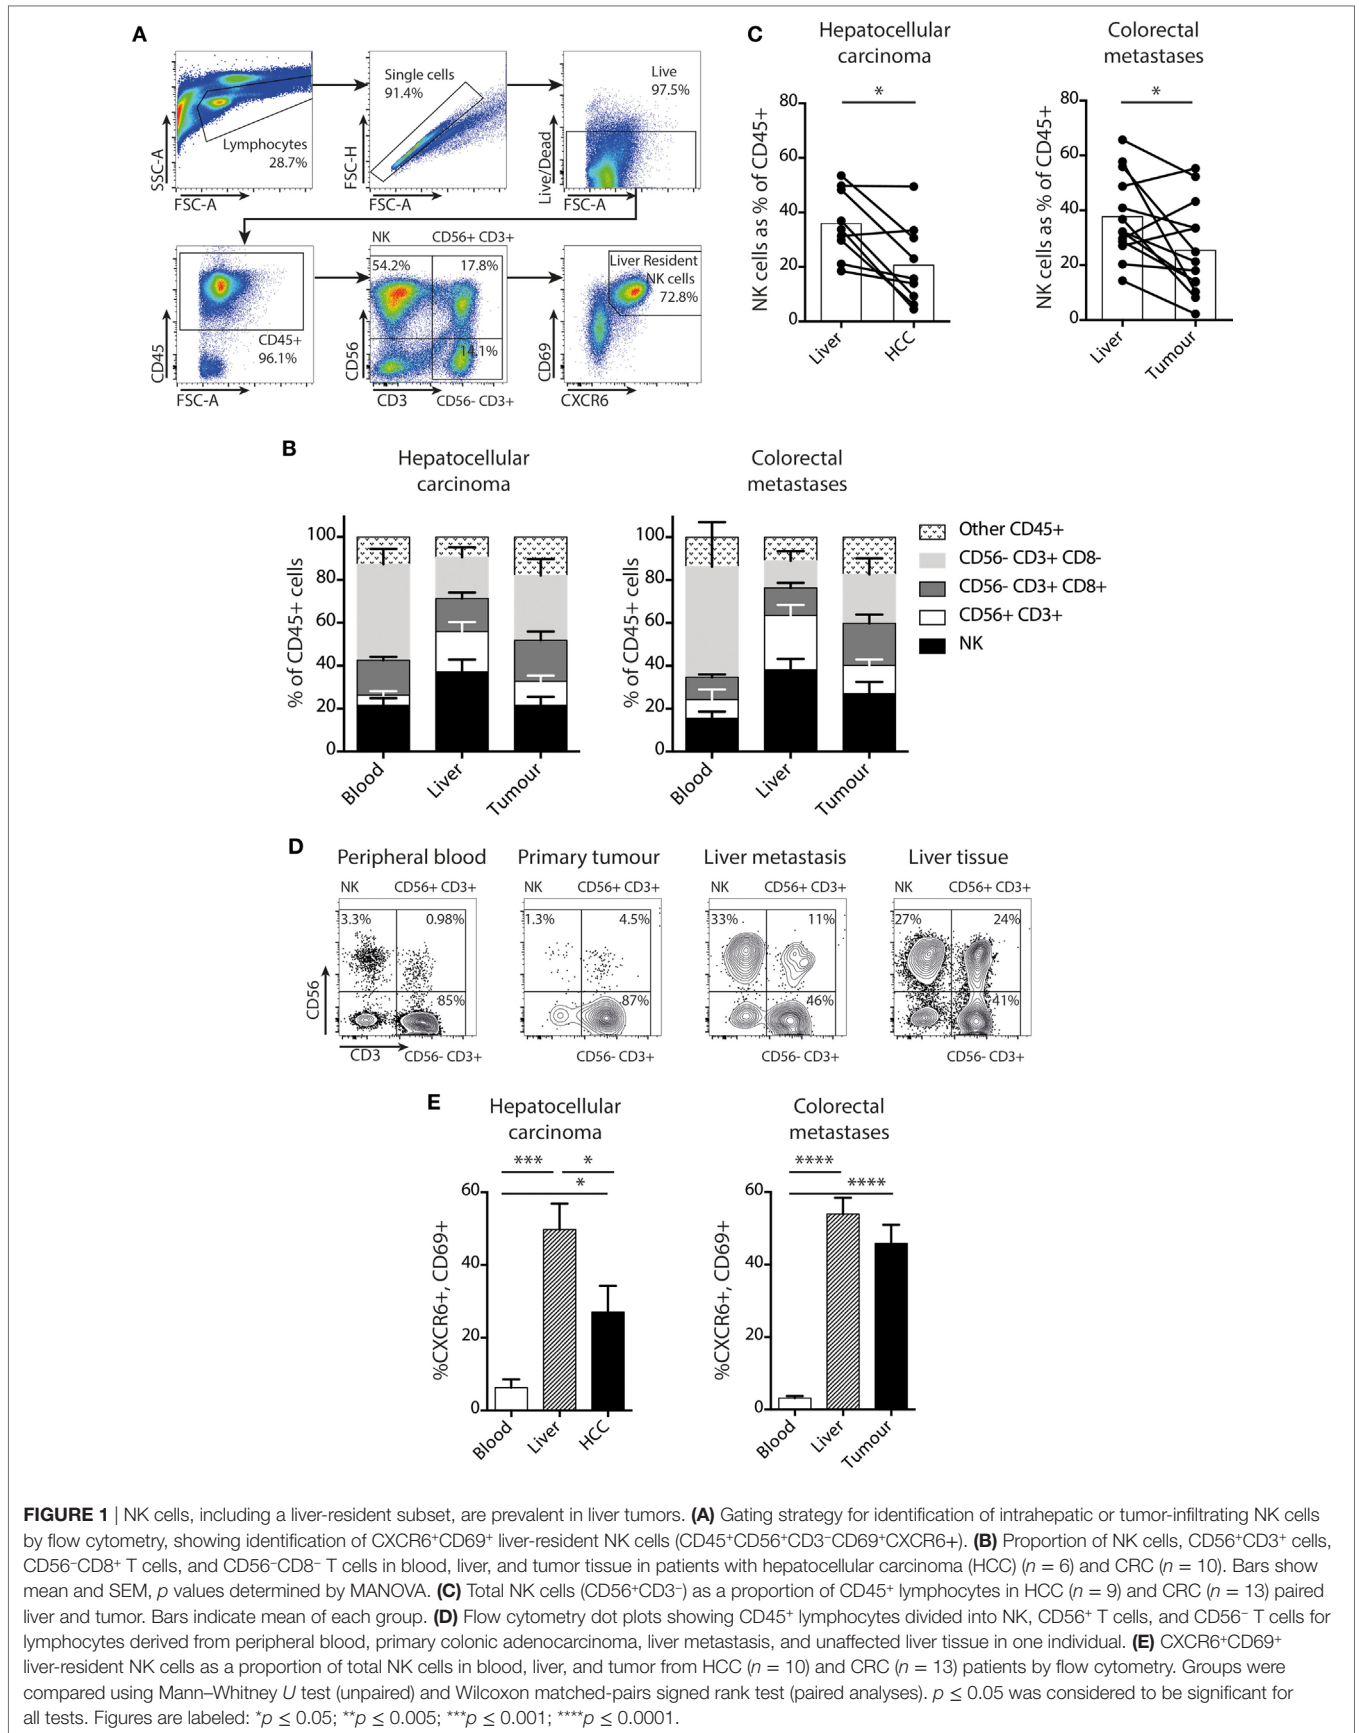 A
Single cells
91.4%
Live
97.5%
Lymphocytes
28.7%
SSC-A
FSC-A
FSC-H
FSC-A
Live/Dead
FSC-A
NK
CD56+ CD3+
54.2%
17.8%
14.1%
Liver Resident
NK cells
72.8%
CD45+
96.1%
CD45
FSC-A
CD56
CD3
CD56- CD3+
CD69
CXCR6
C
Hepatocellular
carcinoma
*
NK cells as % of CD45+
80
60
40
20
0
Liver
HCC
Colorectal
metastases
*
NK cells as % of CD45+
80
60
40
20
0
Liver
Tumour
B
Hepatocellular
carcinoma
% of CD45+ cells
100
80
60
40
20
0
Blood
Liver
Tumour
Colorectal
metastases
% of CD45+ cells
100
80
60
40
20
0
Blood
Liver
Tumour
Other CD45+
CD56- CD3+ CD8-
CD56- CD3+ CD8+
CD56+ CD3+
NK
D
Peripheral blood
NK
CD56+ CD3+
3.3%
0.98%
85%
CD56
CD3
CD56- CD3+
Primary tumour
NK
CD56+ CD3+
1.3%
4.5%
87%
CD56- CD3+
Liver metastasis
NK
CD56+ CD3+
33%
11%
46%
CD56- CD3+
Liver tissue
NK
CD56+ CD3+
27%
24%
41%
CD56- CD3+
E
Hepatocellular
carcinoma
*** *
*
%CXCR6+, CD69+
60
40
20
0
Blood
Liver
HCC
Colorectal
metastases
****
****
%CXCR6+, CD69+
60
40
20
0
Blood
Liver
Tumour
FIGURE 1 | NK cells, including a liver-resident subset, are prevalent in liver tumors. (A) Gating strategy for identification of intrahepatic or tumor-infiltrating NK cells
by flow cytometry, showing identification of CXCR6⁺CD69⁺ liver-resident NK cells (CD45⁺CD56⁺CD3⁻CD69⁺CXCR6+). (B) Proportion of NK cells, CD56⁺CD3⁺ cells,
CD56⁻CD8⁺ T cells, and CD56⁻CD8⁻ T cells in blood, liver, and tumor tissue in patients with hepatocellular carcinoma (HCC) (n = 6) and CRC (n = 10). Bars show
mean and SEM, p values determined by MANOVA. (C) Total NK cells (CD56⁺CD3⁻) as a proportion of CD45⁺ lymphocytes in HCC (n = 9) and CRC (n = 13) paired
liver and tumor. Bars indicate mean of each group. (D) Flow cytometry dot plots showing CD45⁺ lymphocytes divided into NK, CD56⁺ T cells, and CD56⁻ T cells for
lymphocytes derived from peripheral blood, primary colonic adenocarcinoma, liver metastasis, and unaffected liver tissue in one individual. (E) CXCR6⁺CD69⁺
liver-resident NK cells as a proportion of total NK cells in blood, liver, and tumor from HCC (n = 10) and CRC (n = 13) patients by flow cytometry. Groups were
compared using Mann–Whitney U test (unpaired) and Wilcoxon matched-pairs signed rank test (paired analyses). p ≤ 0.05 was considered to be significant for
all tests. Figures are labeled: *p ≤ 0.05; **p ≤ 0.005; ***p ≤ 0.001; ****p ≤ 0.0001.